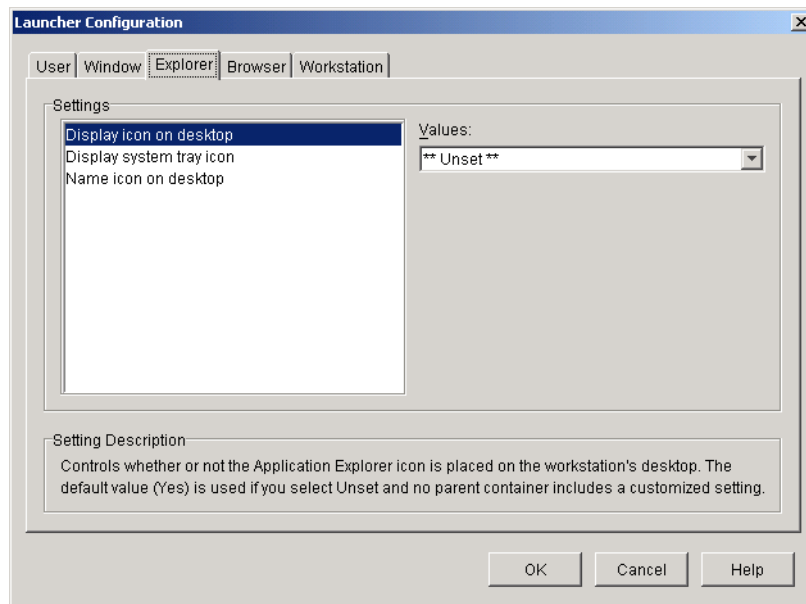 Launcher Configuration
User Window Explorer Browser Workstation
Settings
Display icon on desktop
Display system tray icon
Name icon on desktop
Values:
** Unset **
Setting Description
Controls whether or not the Application Explorer icon is placed on the workstation's desktop. The
default value (Yes) is used if you select Unset and no parent container includes a customized setting.
OK Cancel Help